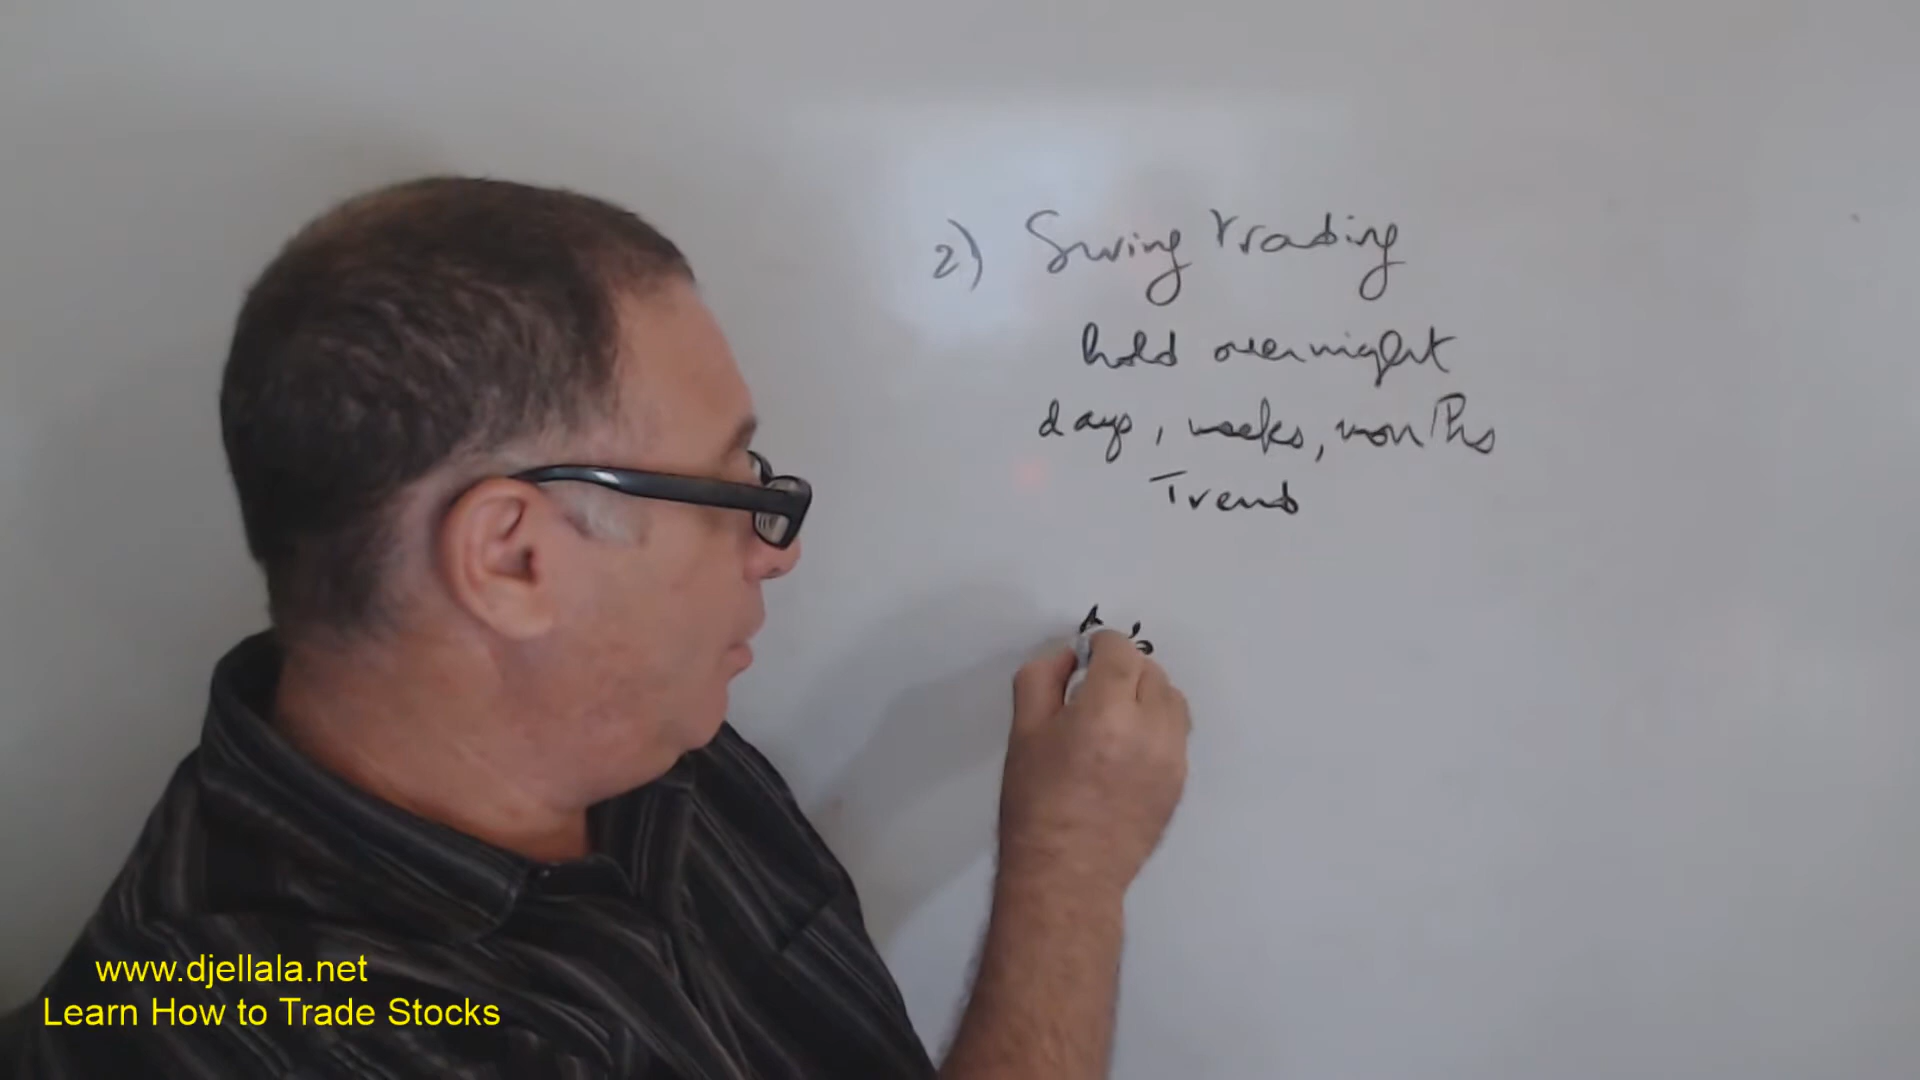 2) Swing trading
hold overnight
days, weeks, months
Trend
www.djellala.net
Learn How to Trade Stocks